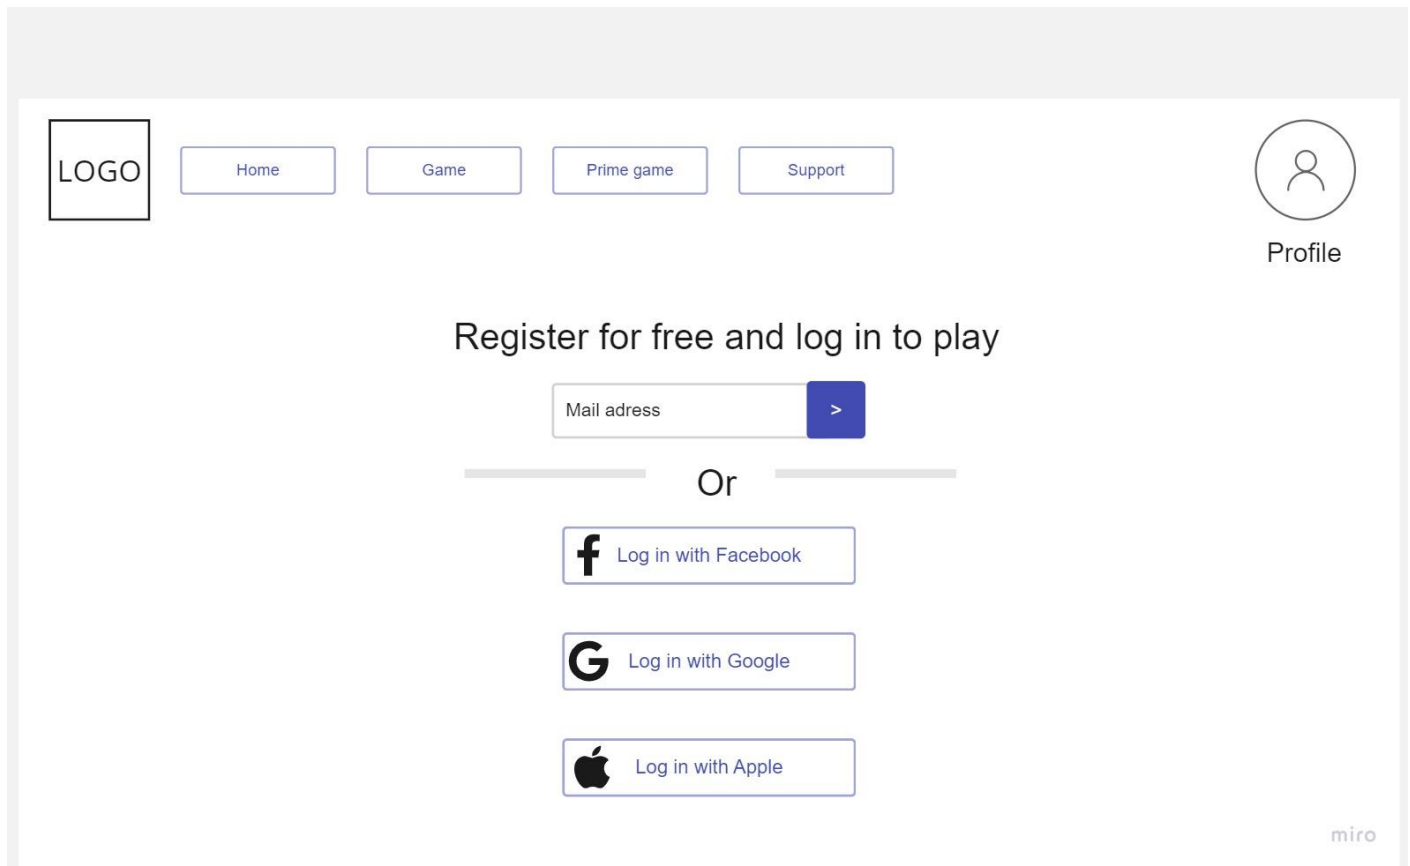 LOGO
Home
Game
Prime game
Support
Profile
Register for free and log in to play
Mail adress
>
Or
Log in with Facebook
Log in with Google
Log in with Apple
miro